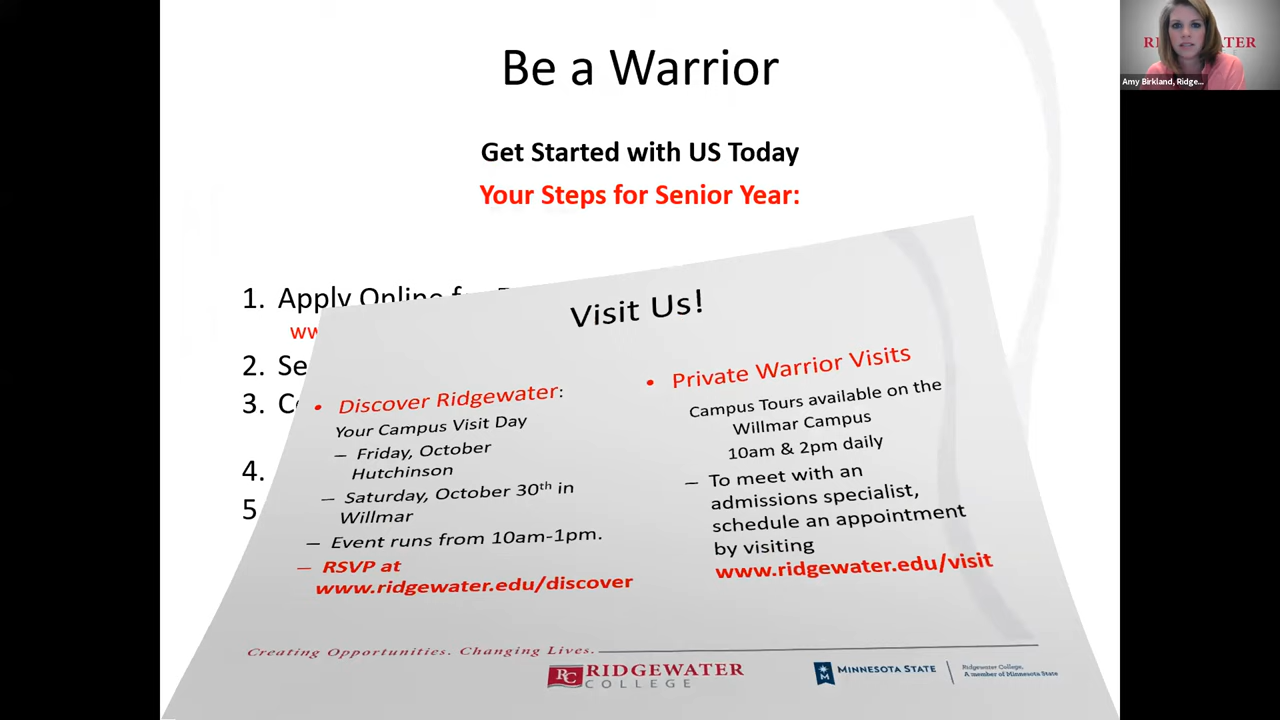 Be a Warrior
Get Started with US Today
Your Steps for Senior Year:
1. Apply Online for
2. Se
3. C
4.
5
Visit Us!
• Discover Ridgewater:
Your Campus Visit Day
– Friday, October
Hutchinson
– Saturday, October 30th in
Willmar
– Event runs from 10am-1pm.
– RSVP at
www.ridgewater.edu/discover
• Private Warrior Visits
Campus Tours available on the
Willmar Campus
10am & 2pm daily
– To meet with an
admissions specialist,
schedule an appointment
by visiting
www.ridgewater.edu/visit
Creating Opportunities. Changing Lives.
RC RIDGEWATER
COLLEGE
MINNESOTA STATE
Ridgewater College,
A member of Minnesota State
Amy Birkland, Ridge...